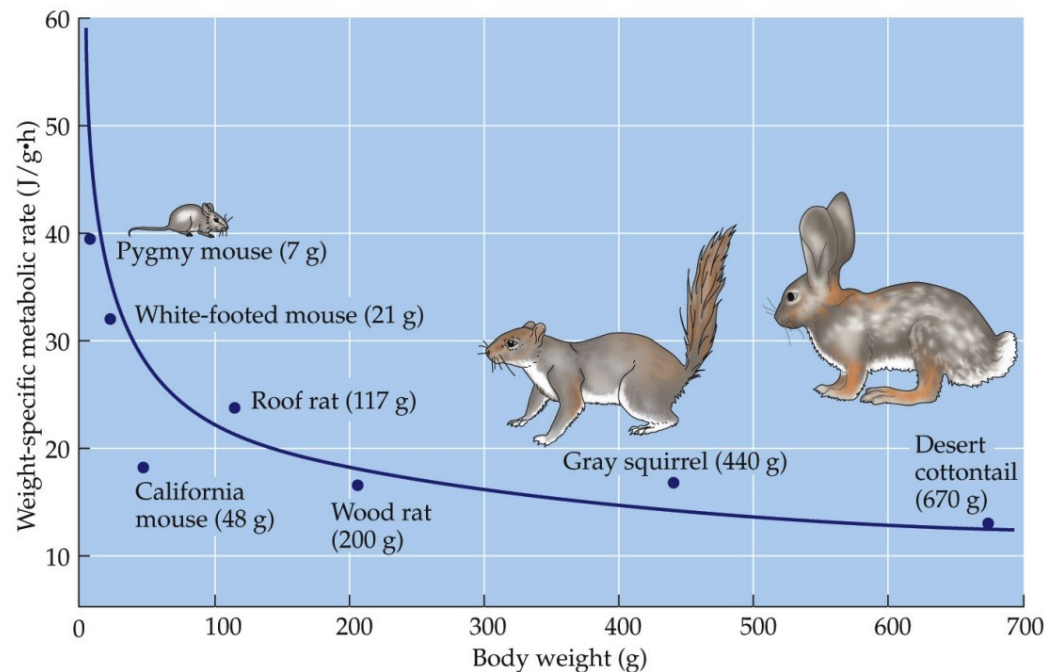 Weight-specific metabolic rate (J/g•h)
60
50
40
30
20
10
Pygmy mouse (7 g)
White-footed mouse (21 g)
Roof rat (117 g)
California
mouse (48 g)
Wood rat
(200 g)
Gray squirrel (440 g)
Desert
cottontail
(670 g)
0
100
200
300
400
500
600
700
Body weight (g)